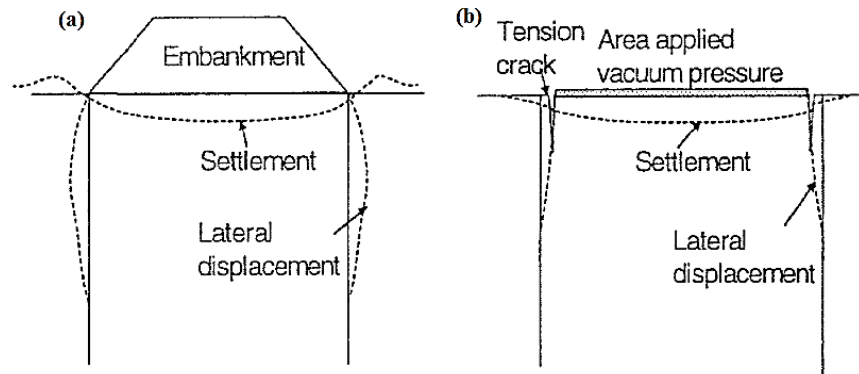 (a)
Embankment
Settlement
Lateral
displacement
(b)
Tension
crack
Area applied
vacuum pressure
Settlement
Lateral
displacement